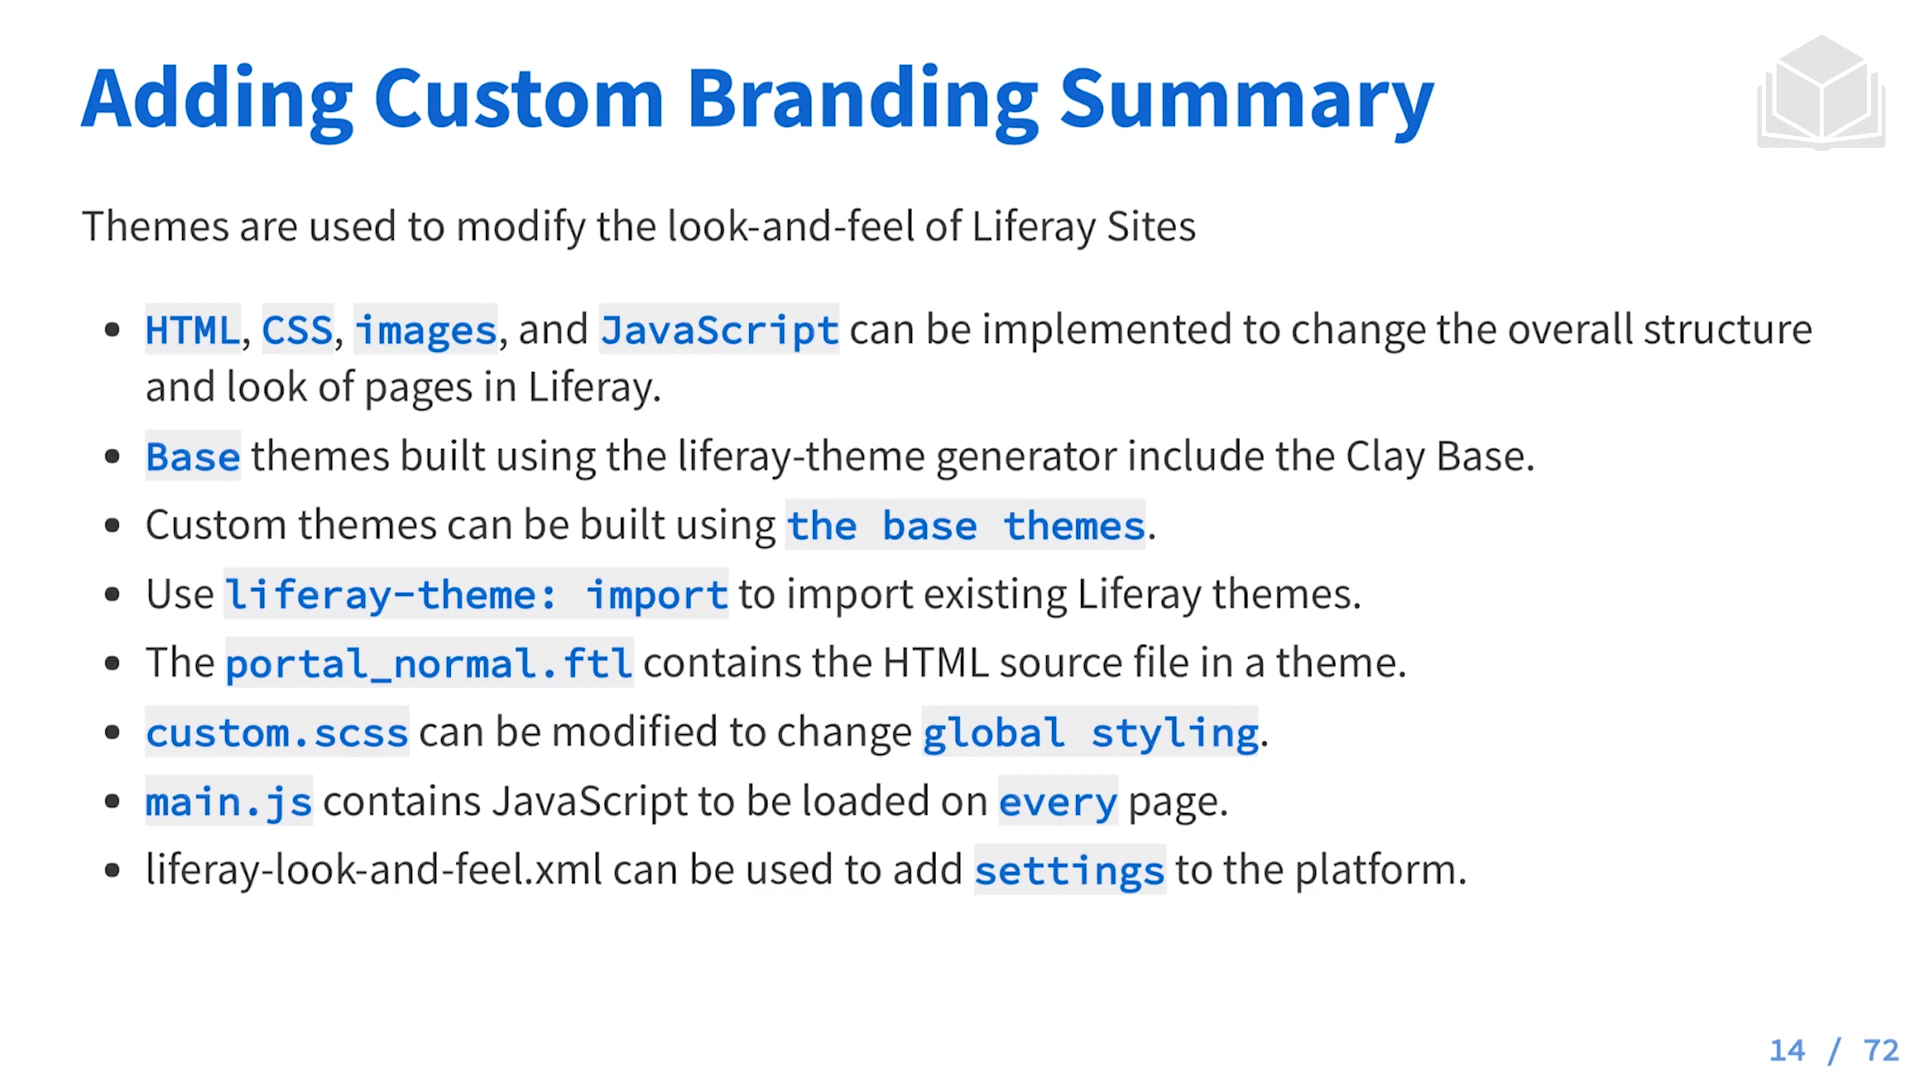 Adding Custom Branding Summary
Themes are used to modify the look-and-feel of Liferay Sites
• HTML, CSS, images, and JavaScript can be implemented to change the overall structure
and look of pages in Liferay.
• Base themes built using the liferay-theme generator include the Clay Base.
• Custom themes can be built using the base themes.
• Use liferay-theme: import to import existing Liferay themes.
• The portal_normal.ftl contains the HTML source file in a theme.
• custom.scss can be modified to change global styling.
• main.js contains JavaScript to be loaded on every page.
• liferay-look-and-feel.xml can be used to add settings to the platform.
14 / 72